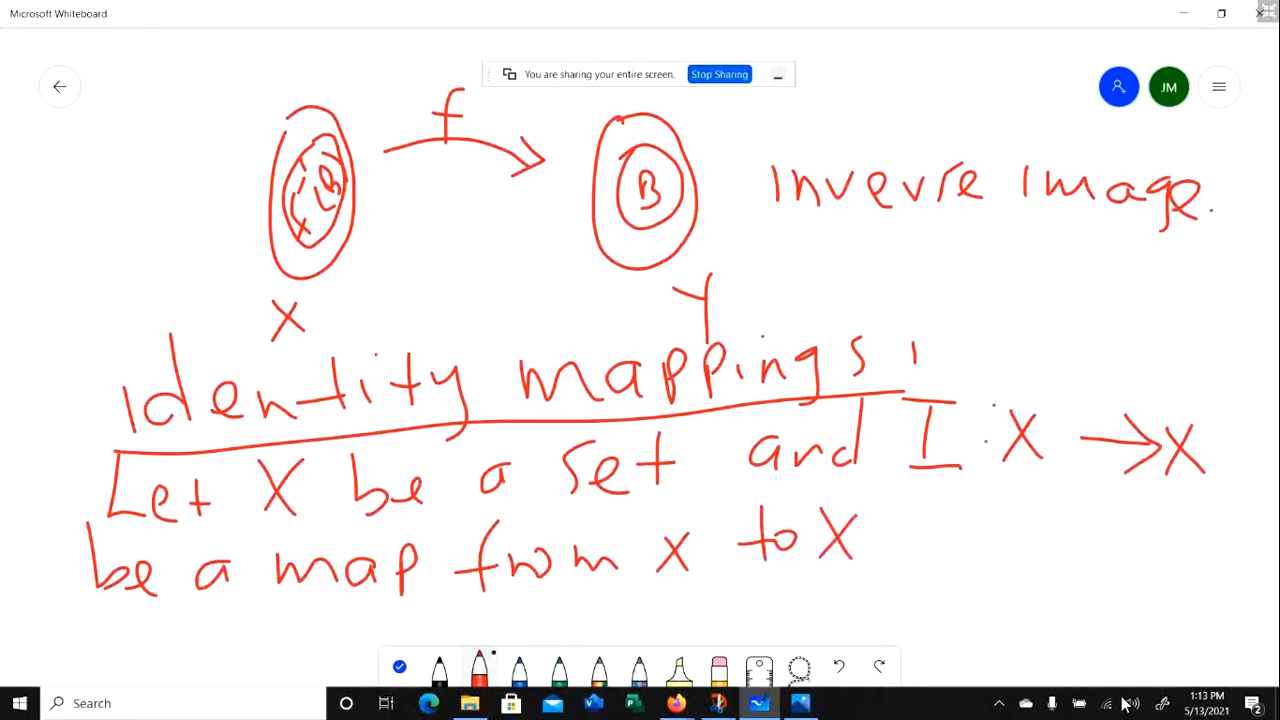 Microsoft Whiteboard
You are sharing your entire screen. Stop Sharing
JM
f
B
inverse image.
X
Y
identity mappings:
Let X be a set and I : X → X
be a map from X to X
Search
1:13 PM
5/13/2021
2